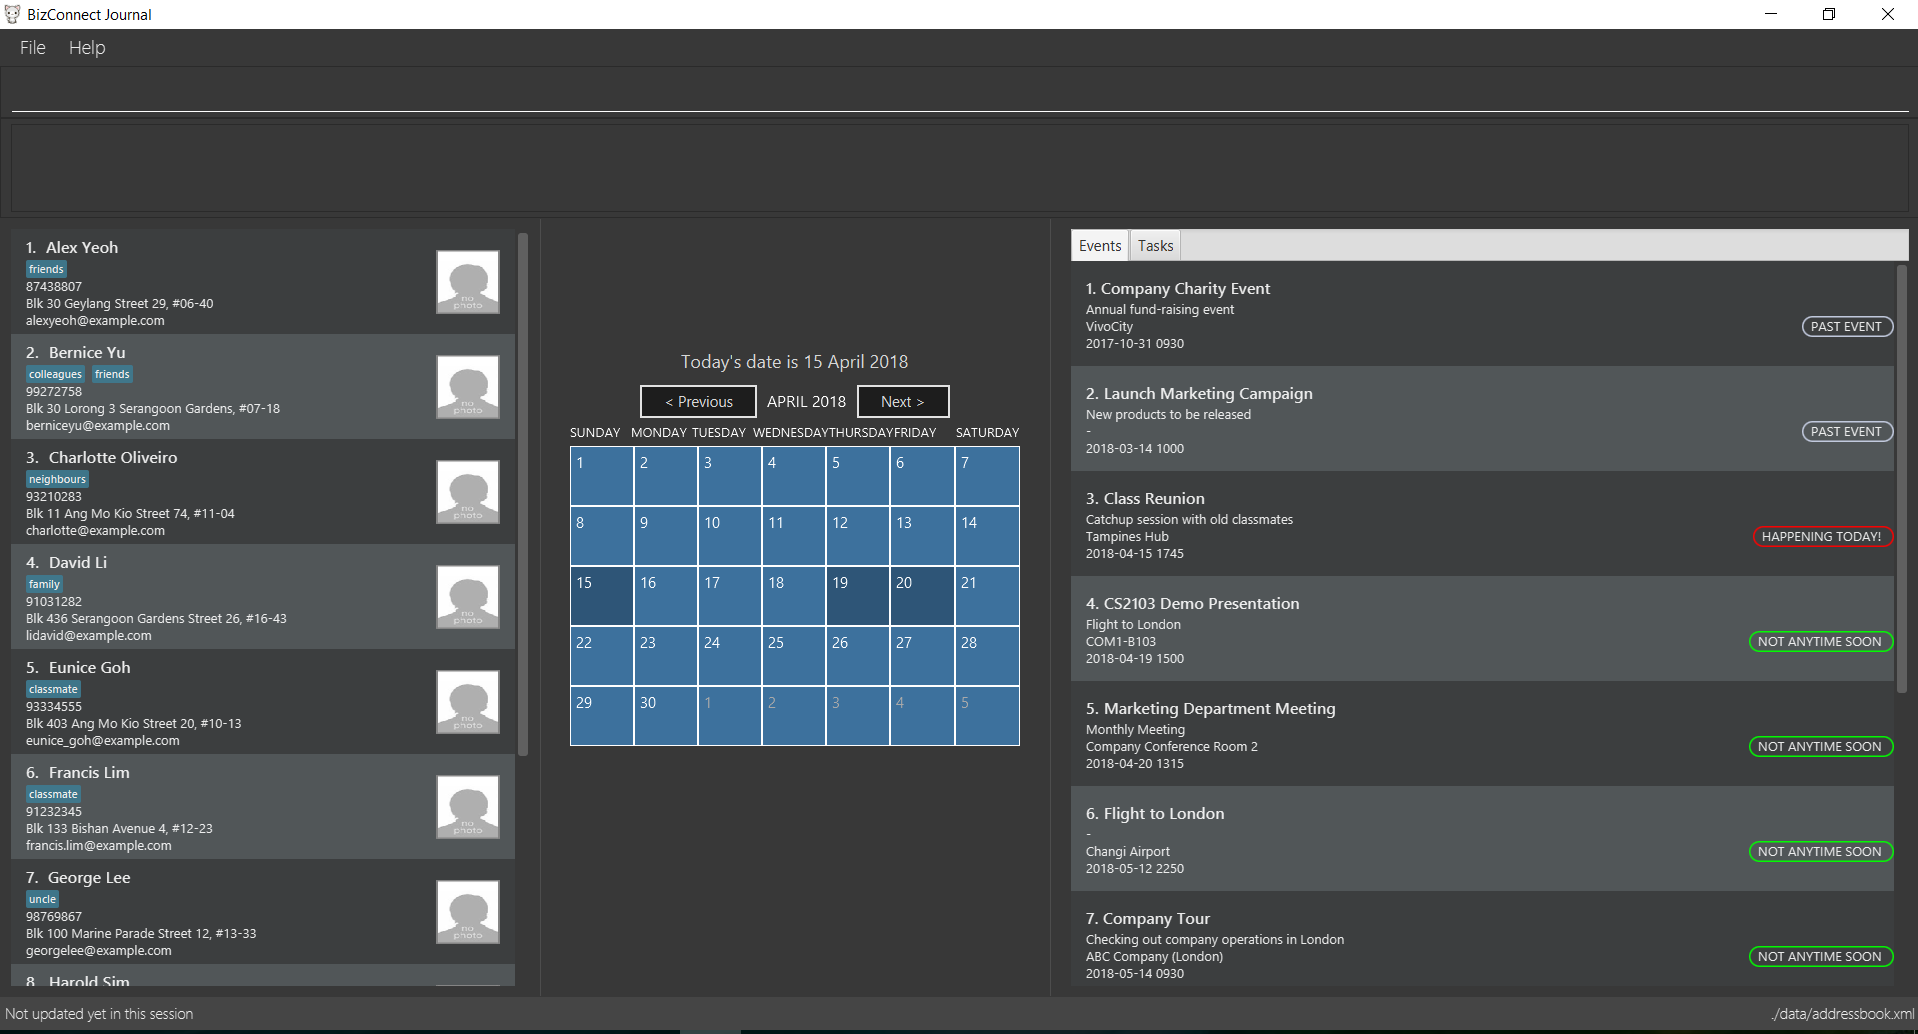 BizConnect Journal
File Help
1. Alex Yeoh
friends
87438807
Blk 30 Geylang Street 29, #06-40
alexyeoh@example.com
no photo
2. Bernice Yu
colleagues friends
99272758
Blk 30 Lorong 3 Serangoon Gardens, #07-18
berniceyu@example.com
no photo
3. Charlotte Oliveiro
neighbours
93210283
Blk 11 Ang Mo Kio Street 74, #11-04
charlotte@example.com
no photo
4. David Li
family
91031282
Blk 436 Serangoon Gardens Street 26, #16-43
lidavid@example.com
no photo
5. Eunice Goh
classmate
93334555
Blk 403 Ang Mo Kio Street 20, #10-13
eunice_goh@example.com
no photo
6. Francis Lim
classmate
91232345
Blk 133 Bishan Avenue 4, #12-23
francis.lim@example.com
no photo
7. George Lee
uncle
98769867
Blk 100 Marine Parade Street 12, #13-33
georgelee@example.com
no photo
8. Harold Sim
Today's date is 15 April 2018
< Previous APRIL 2018 Next >
SUNDAY MONDAY TUESDAY WEDNESDAY THURSDAY FRIDAY SATURDAY
1 2 3 4 5 6 7
8 9 10 11 12 13 14
15 16 17 18 19 20 21
22 23 24 25 26 27 28
29 30 1 2 3 4 5
Events Tasks
1. Company Charity Event
Annual fund-raising event
VivoCity
PAST EVENT
2017-10-31 0930
2. Launch Marketing Campaign
New products to be released
-
PAST EVENT
2018-03-14 1000
3. Class Reunion
Catchup session with old classmates
Tampines Hub
HAPPENING TODAY!
2018-04-15 1745
4. CS2103 Demo Presentation
Flight to London
COM1-B103
NOT ANYTIME SOON
2018-04-19 1500
5. Marketing Department Meeting
Monthly Meeting
Company Conference Room 2
NOT ANYTIME SOON
2018-04-20 1315
6. Flight to London
-
Changi Airport
NOT ANYTIME SOON
2018-05-12 2250
7. Company Tour
Checking out company operations in London
ABC Company (London)
NOT ANYTIME SOON
2018-05-14 0930
Not updated yet in this session
./data/addressbook.xml